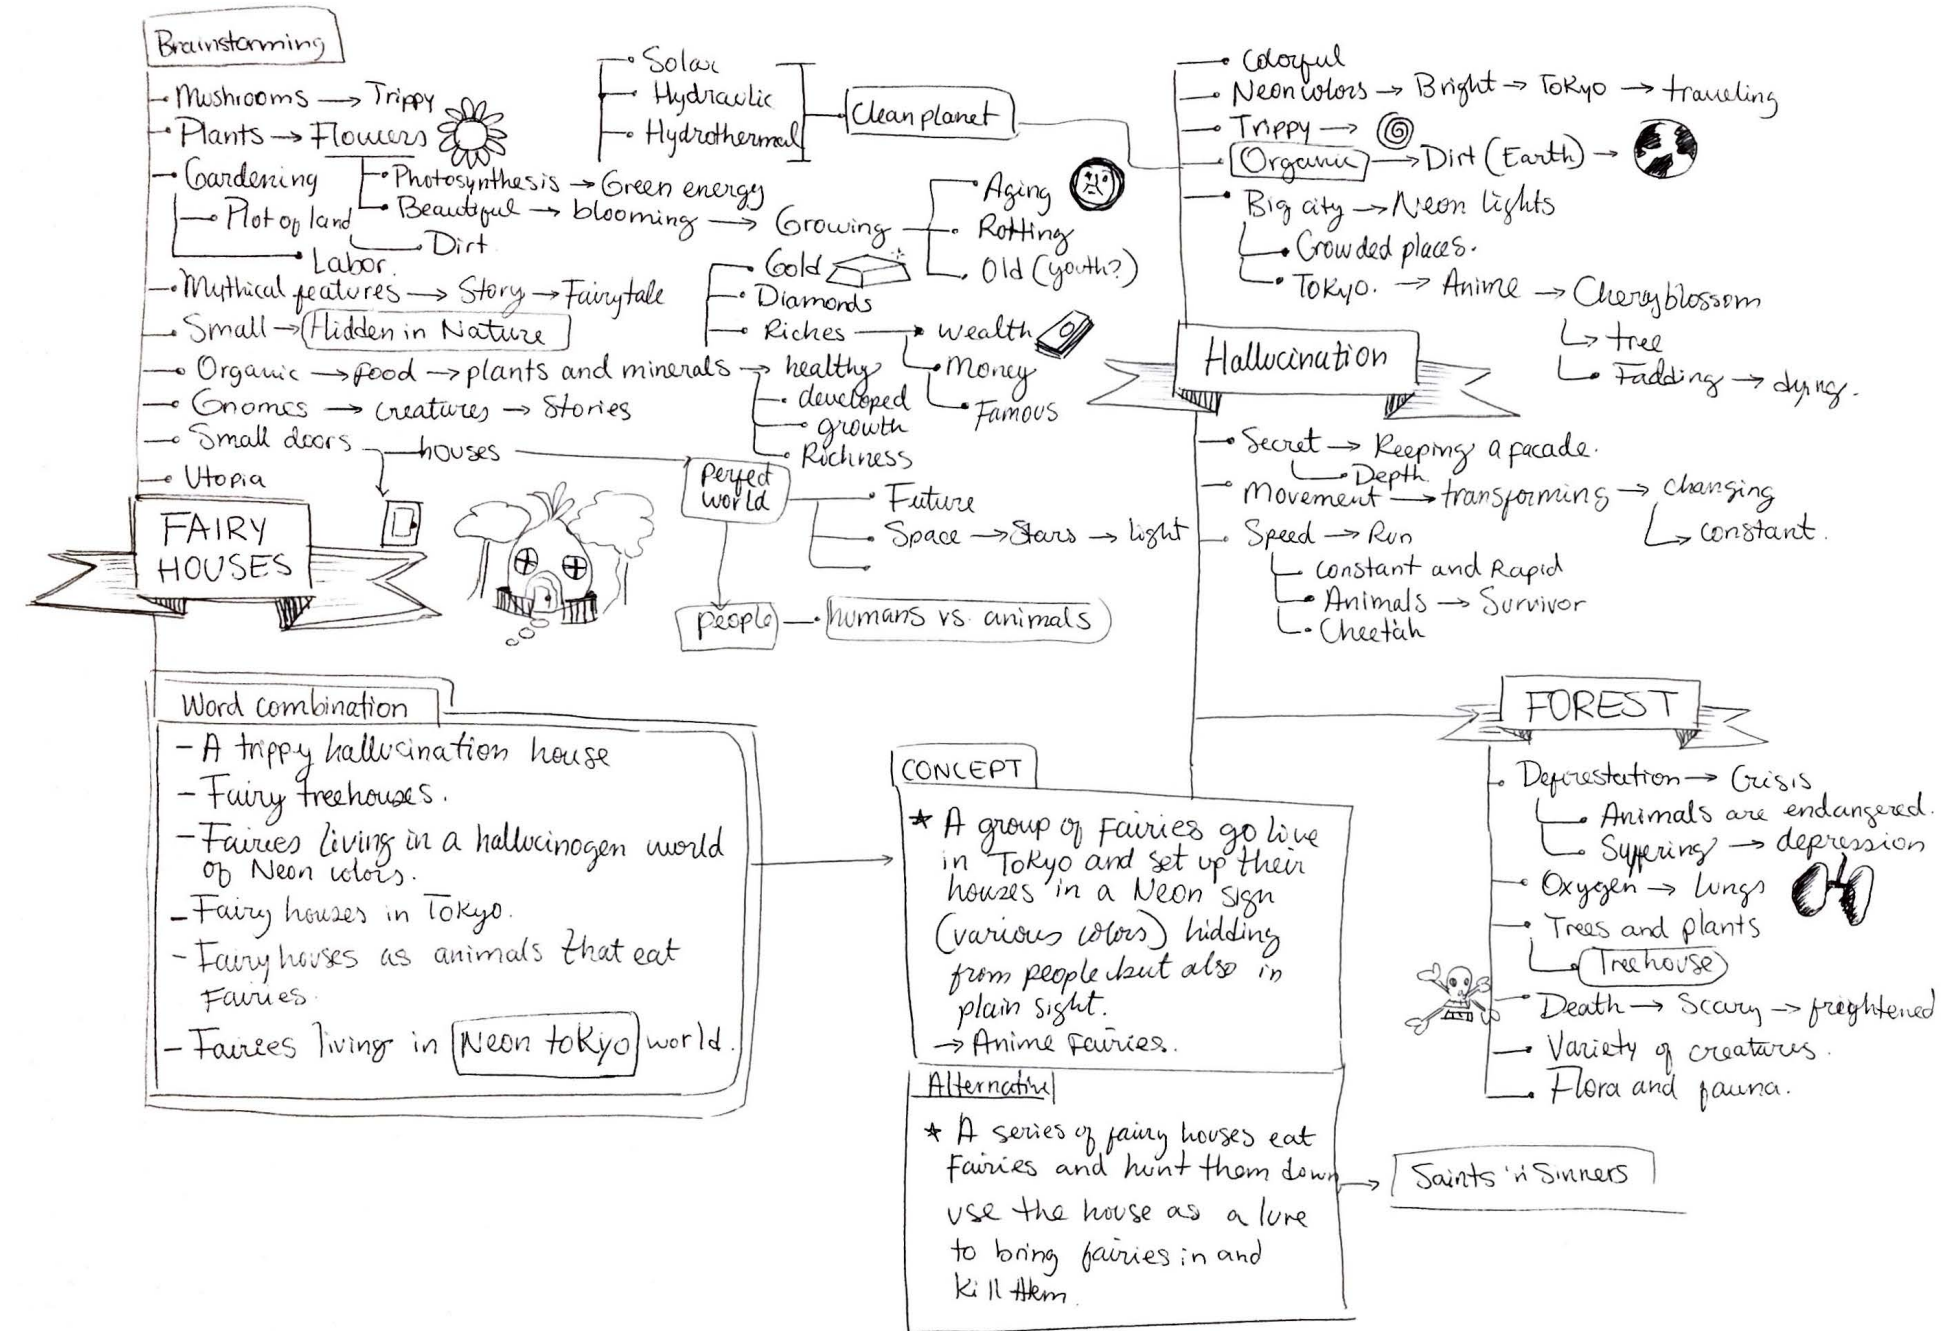 Brainstorming
Mushrooms → Trippy
Plants → Flowers
Photosynthesis → Green energy
Beautiful → blooming → Growing
Aging
Rotting
Old (youth?)
Gardening
Plot of land
Dirt
Labor.
Mythical features → Story → Fairytale
Small → Hidden in Nature
Organic → food → plants and minerals → healthy
developed
growth
Richness
Gold
Diamonds
Riches → wealth
Money
Famous
Gnomes → creatures → Stories
Small doors
houses
Perfect
world
Future
Space → Stars → light
people
humans vs. animals
Utopia
FAIRY
HOUSES
Solar
Hydraulic
Hydrothermal
Clean planet
Colorful
Neon colors → Bright → Tokyo → traveling
Trippy →
Organic → Dirt (Earth) →
Big city → Neon lights
Crowded places.
Tokyo. → Anime → Cheryblossom
tree
Fadding → dying.
Hallucination
Secret → Keeping a facade.
Depth.
Movement → transforming → changing
constant.
Speed → Run
constant and Rapid
Animals → Survivor
Cheetah
FOREST
Deforestation → Crisis
Animals are endangered.
Suffering → depression
Oxygen → lungs
Trees and plants
Treehouse
Death → Scary → frightened
Variety of creatures.
Flora and fauna.
Word combination
- A trippy hallucination house
- Fairy treehouses.
- Fairies living in a hallucinogen world
of Neon colors.
- Fairy houses in Tokyo.
- Fairy houses as animals that eat
Fairies.
- Fairies living in Neon tokyo world.
CONCEPT
★ A group of Fairies go live
in Tokyo and set up their
houses in a Neon sign
(various colors) hidding
from people but also in
plain sight.
→ Anime Fairies.
Alternative
★ A series of fairy houses eat
Fairies and hunt them down
use the house as a lure
to bring fairies in and
kill them.
Saints 'n' Sinners